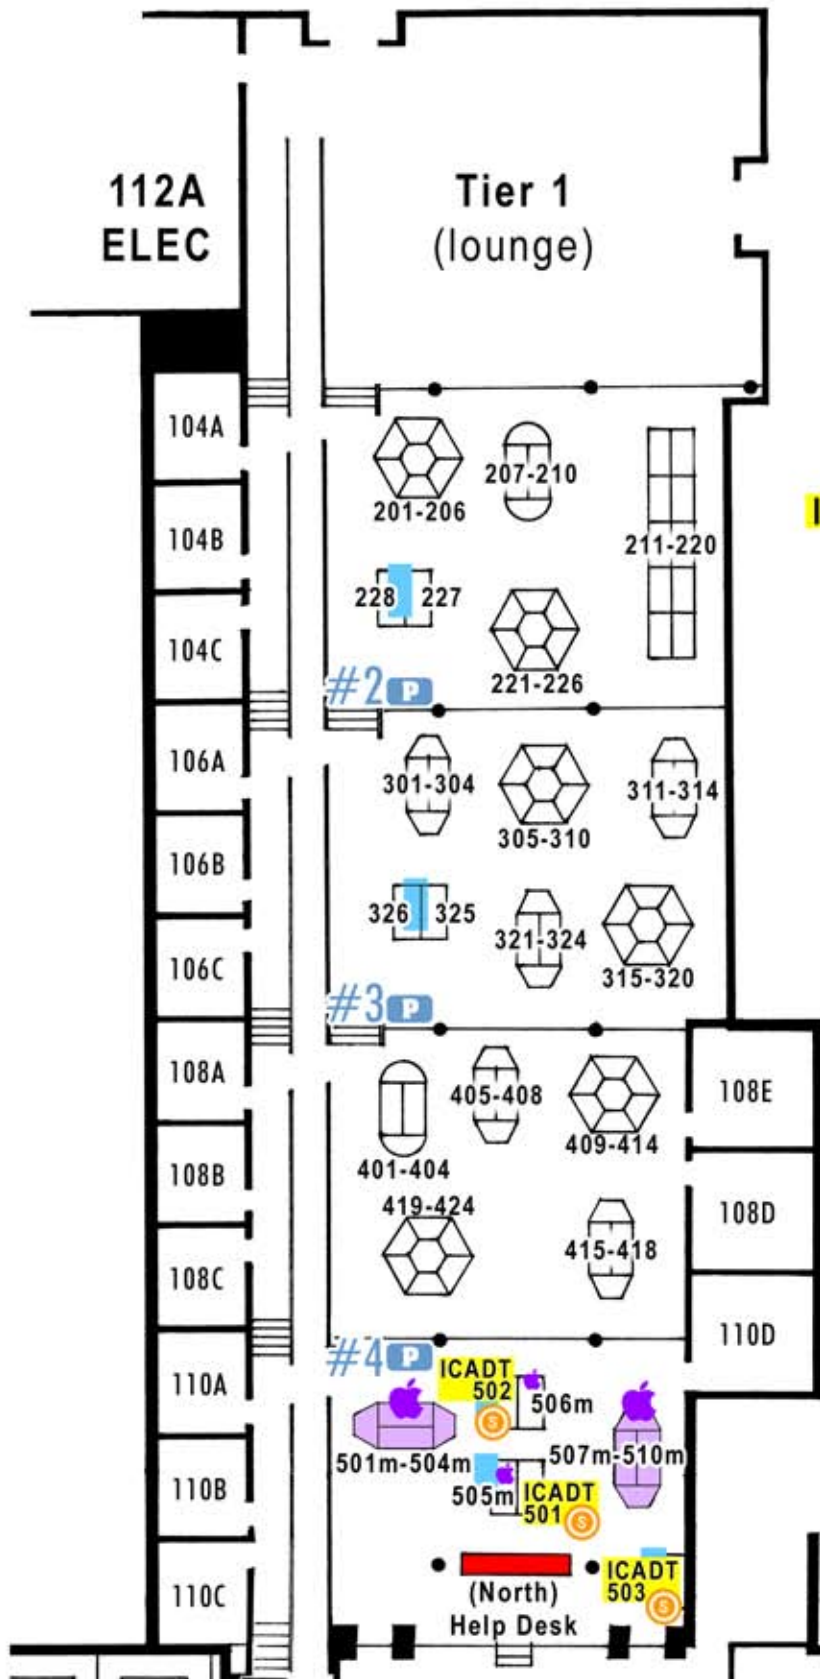 112A
ELEC
Tier 1
(lounge)
104A
201-206
207-210
211-220
104B
228
227
104C
221-226
#2 P
106A
301-304
305-310
311-314
106B
326
325
321-324
315-320
106C
#3 P
108A
405-408
409-414
108E
401-404
108B
419-424
415-418
108D
108C
110D
#4 P
110A
ICADT
502
S
506m
501m-504m
507m-510m
110B
505m
ICADT
501
S
110C
(North)
Help Desk
ICADT
503
S